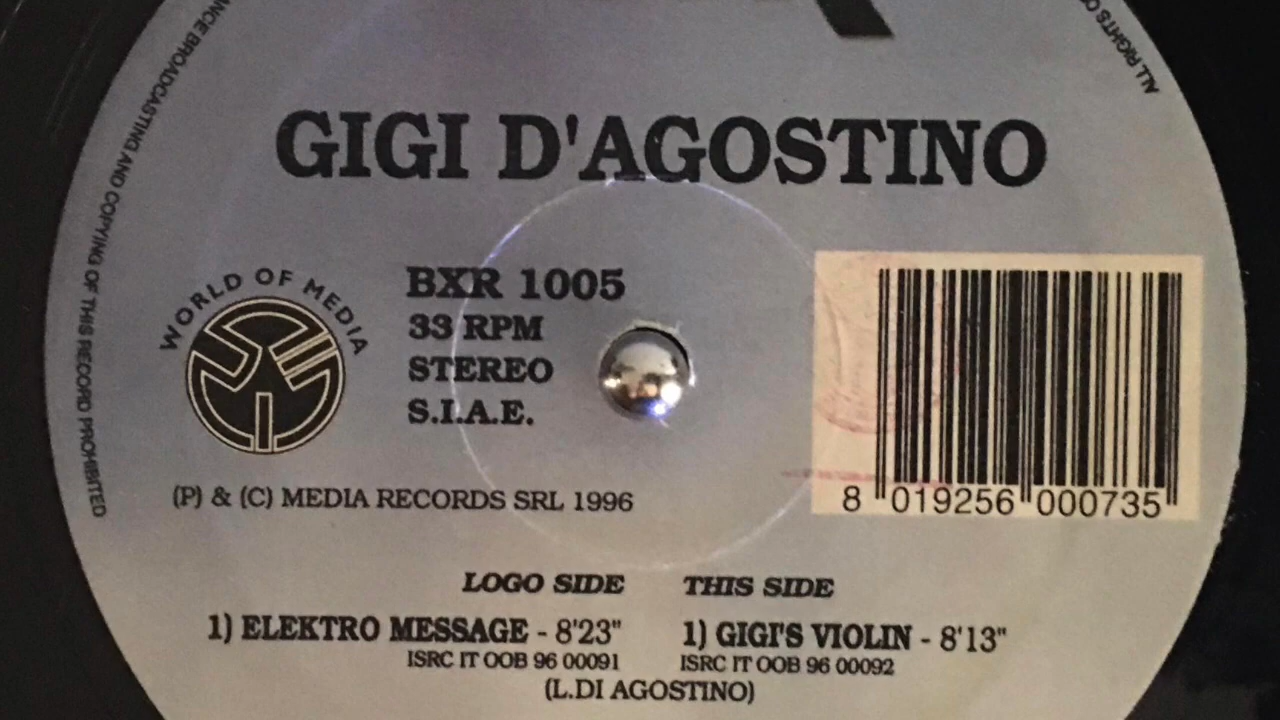 GIGI D'AGOSTINO
WORLD OF MEDIA
BXR 1005
33 RPM
STEREO
S.I.A.E.
(P) & (C) MEDIA RECORDS SRL 1996
8 019256 000735
LOGO SIDE
1) ELEKTRO MESSAGE - 8'23"
ISRC IT OOB 96 00091
THIS SIDE
1) GIGI'S VIOLIN - 8'13"
ISRC IT OOB 96 00092
(L.DI AGOSTINO)
ALL RIGHTS
BROADCASTING AND COPYING OF THIS RECORD PROHIBITED